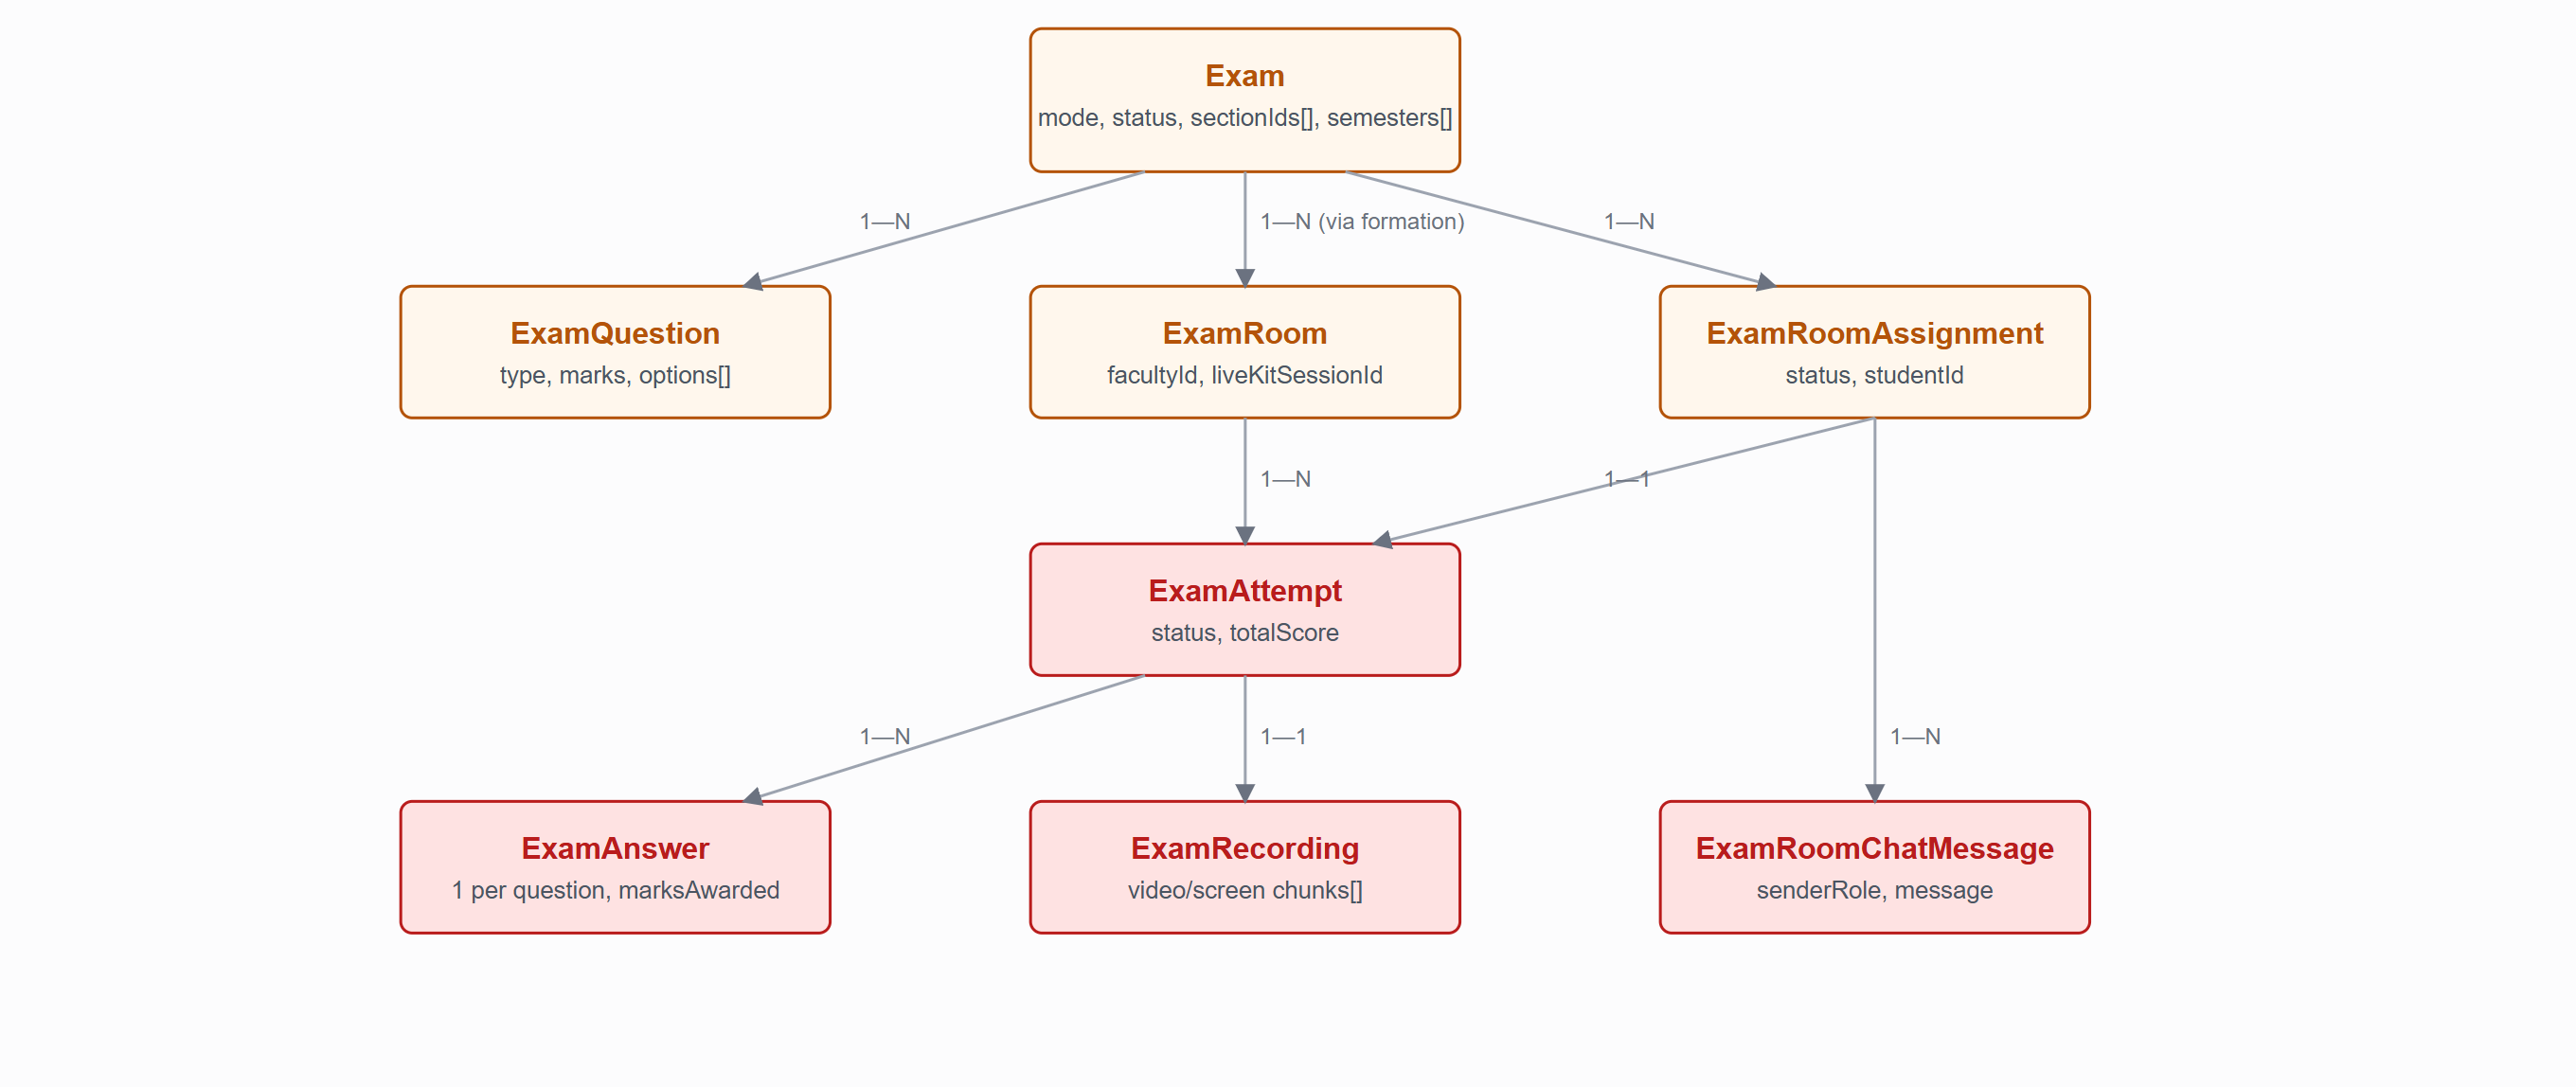 Exam
mode, status, sectionIds[], semesters[]
1—N
1—N (via formation)
1—N
ExamQuestion
type, marks, options[]
ExamRoom
facultyId, liveKitSessionId
ExamRoomAssignment
status, studentId
1—N
1—1
ExamAttempt
status, totalScore
1—N
1—1
1—N
ExamAnswer
1 per question, marksAwarded
ExamRecording
video/screen chunks[]
ExamRoomChatMessage
senderRole, message